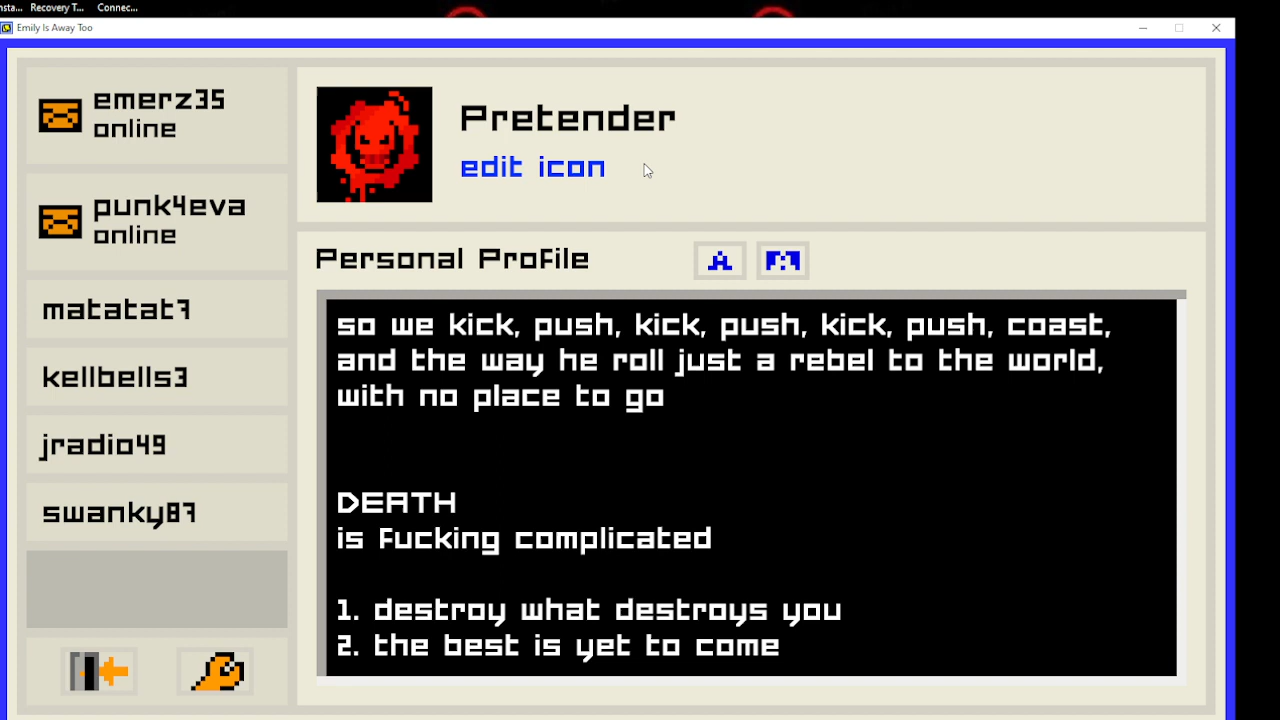 nsta... Recovery T... Connec...
Emily Is Away Too
emerz35
online
punk4eva
online
matatat7
kellbells3
jradio49
swanky87
Pretender
edit icon
Personal Profile
A
so we kick, push, kick, push, kick, push, coast,
and the way he roll just a rebel to the world,
with no place to go
DEATH
is Fucking complicated
1. destroy what destroys you
2. the best is yet to come